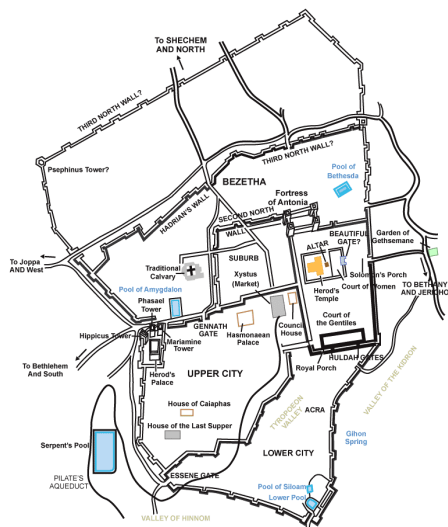 To SHECHEM
AND NORTH
THIRD NORTH WALL?
Psephinus Tower?
THIRD NORTH WALL?
Pool of
Bethesda
BEZETHA
HADRIAN'S WALL
Fortress
of Antonia
SECOND NORTH
WALL
BEAUTIFUL
GATE?
Garden of
Gethsemane
ALTAR
To Joppa
AND West
Traditional
Calvary
SUBURB
Xystus
(Market)
Solomon's Porch
Court of Women
TO BETHANY
AND JERICHO
Pool of Amygdalon
Phasael
Tower
Herod's
Temple
GENNATH
GATE
Hasmonaean
Palace
Council
House
Court of
the Gentiles
Hippicus Tower
Mariamine
Tower
HULDAH GATES
Royal Porch
VALLEY OF THE KIDRON
To Bethlehem
And South
Herod's
Palace
UPPER CITY
House of Caiaphas
House of the Last Supper
TYROPOEON
VALLEY
ACRA
Gihon
Spring
Serpent's Pool
LOWER CITY
PILATE'S
AQUEDUCT
ESSENE GATE
Pool of Siloam
Lower Pool
VALLEY OF HINNOM